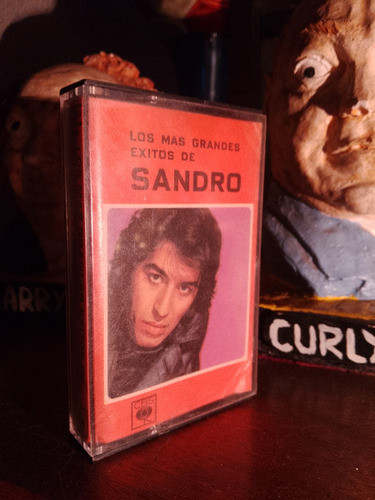 LOS MAS GRANDES
EXITOS DE
SANDRO
CBS
ARRY
CURLY